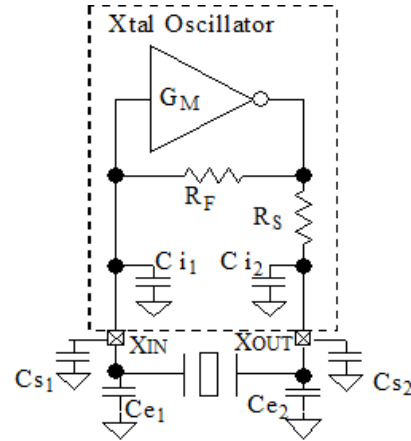 Xtal Oscillator
GM
RF
RS
Ci1
Ci2
XIN
XOUT
Cs1
Cs2
Ce1
Ce2